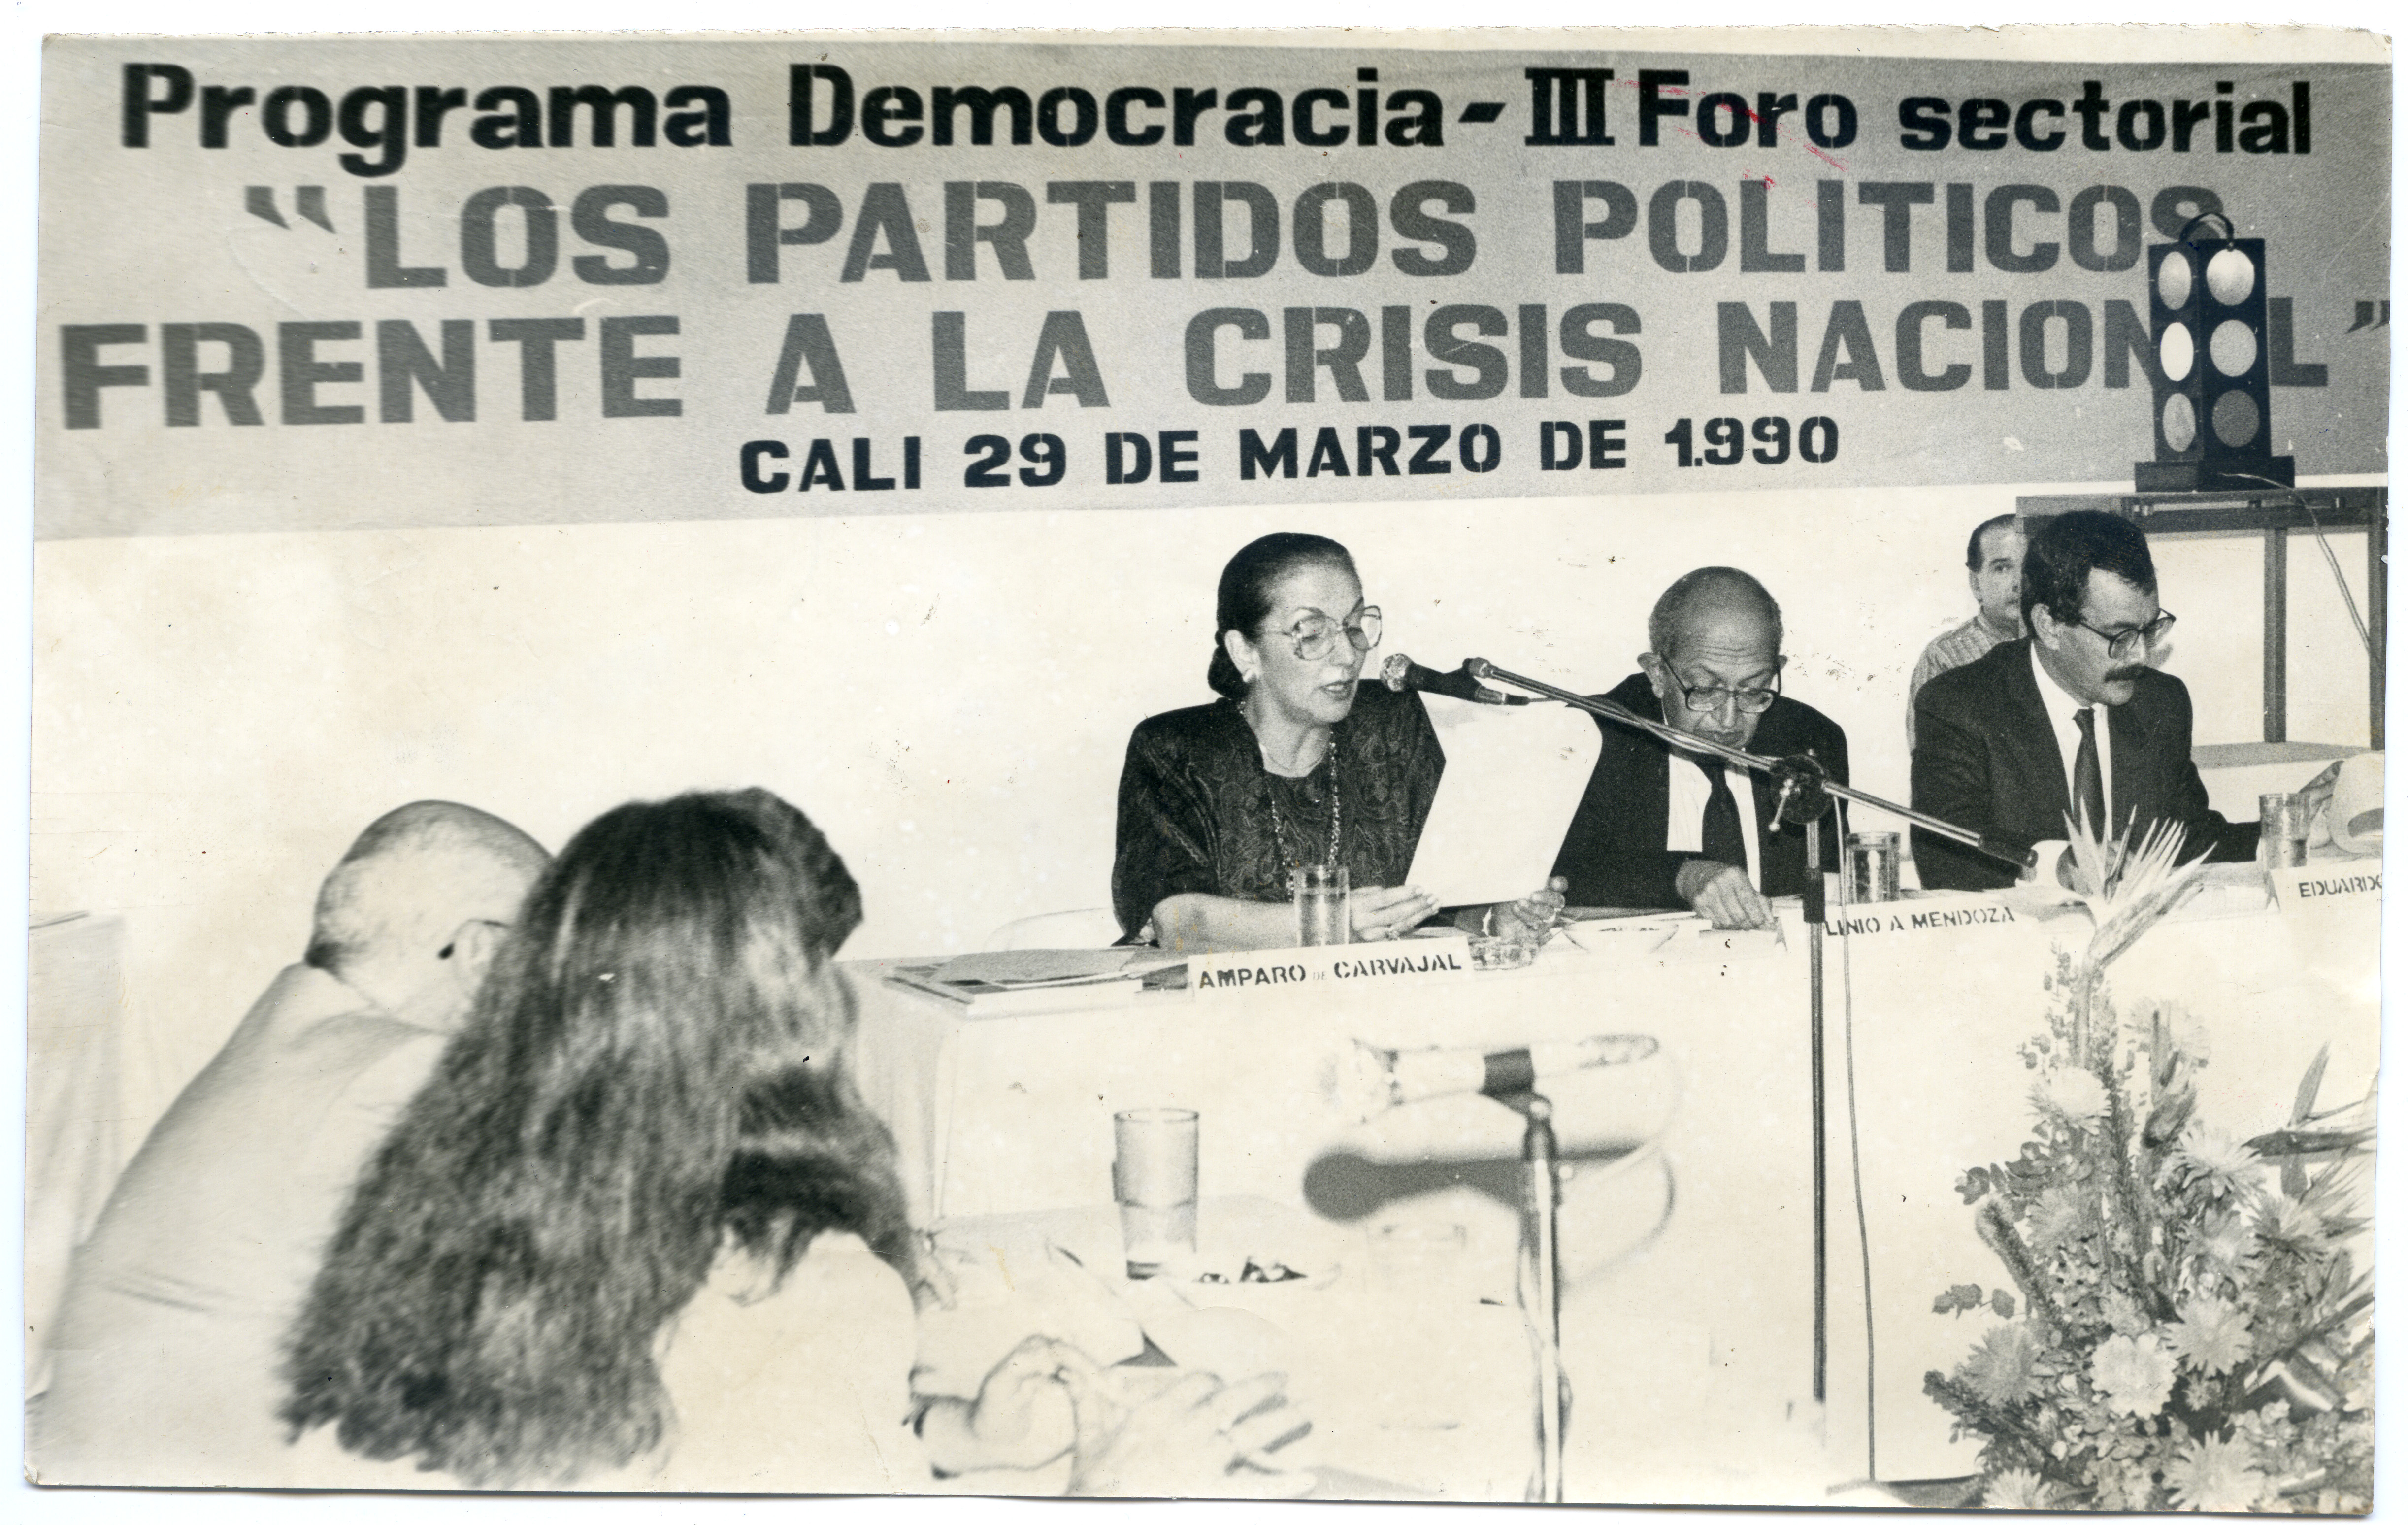 Programa Democracia - III Foro sectorial
"LOS PARTIDOS POLITICOS
FRENTE A LA CRISIS NACIONAL"
CALI 29 DE MARZO DE 1.990
AMPARO DE CARVAJAL
LINIO A MENDOZA
EDUARDO